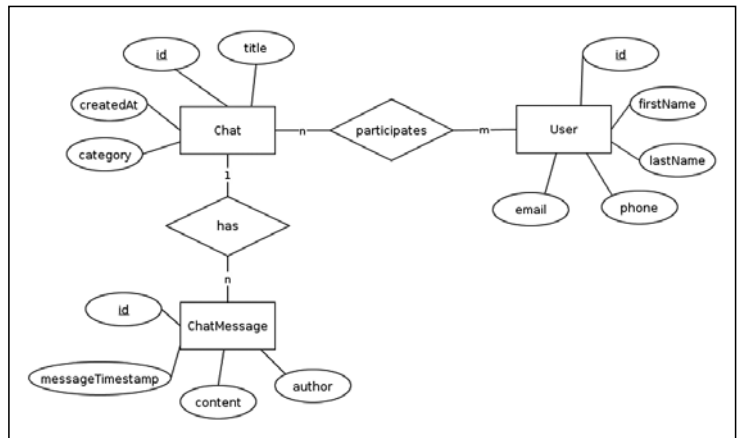 id
title
id
createdAt
firstName
Chat
n
participates
m
User
category
lastName
1
email
phone
has
n
id
ChatMessage
messageTimestamp
author
content